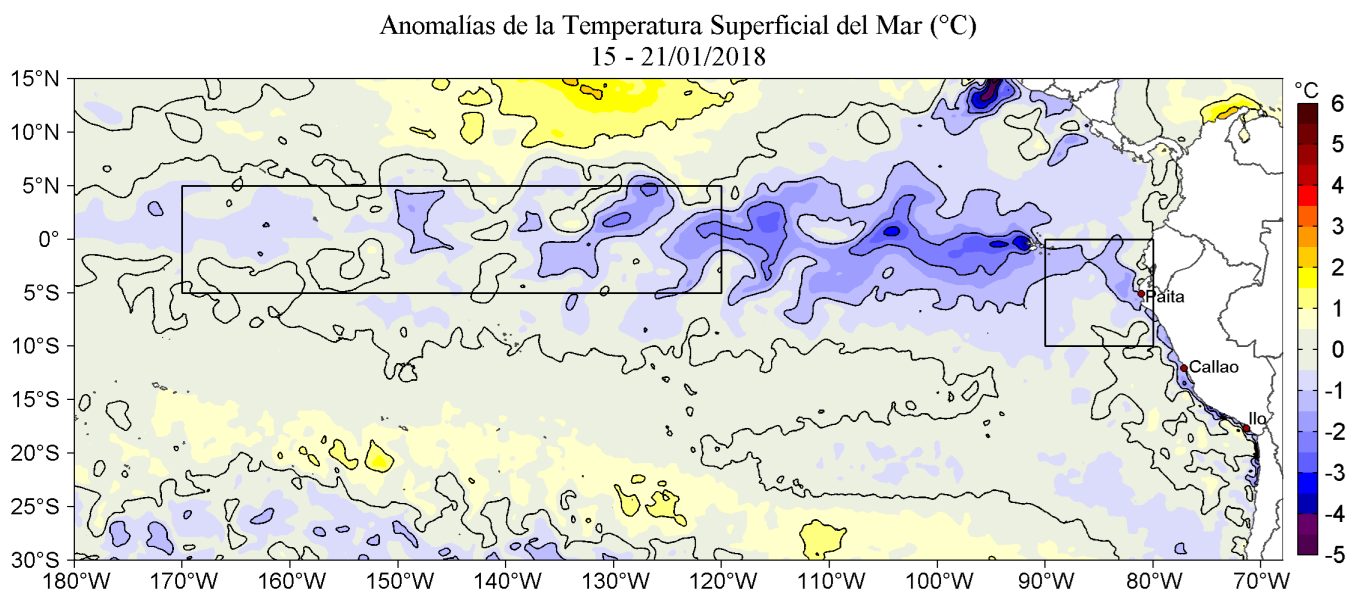 Anomalías de la Temperatura Superficial del Mar (°C)
15 - 21/01/2018
15°N
10°N
5°N
0°
5°S
10°S
15°S
20°S
25°S
30°S
180°W 170°W 160°W 150°W 140°W 130°W 120°W 110°W 100°W 90°W 80°W 70°W
Paita
Callao
Ilo
°C
6
5
4
3
2
1
0
-1
-2
-3
-4
-5